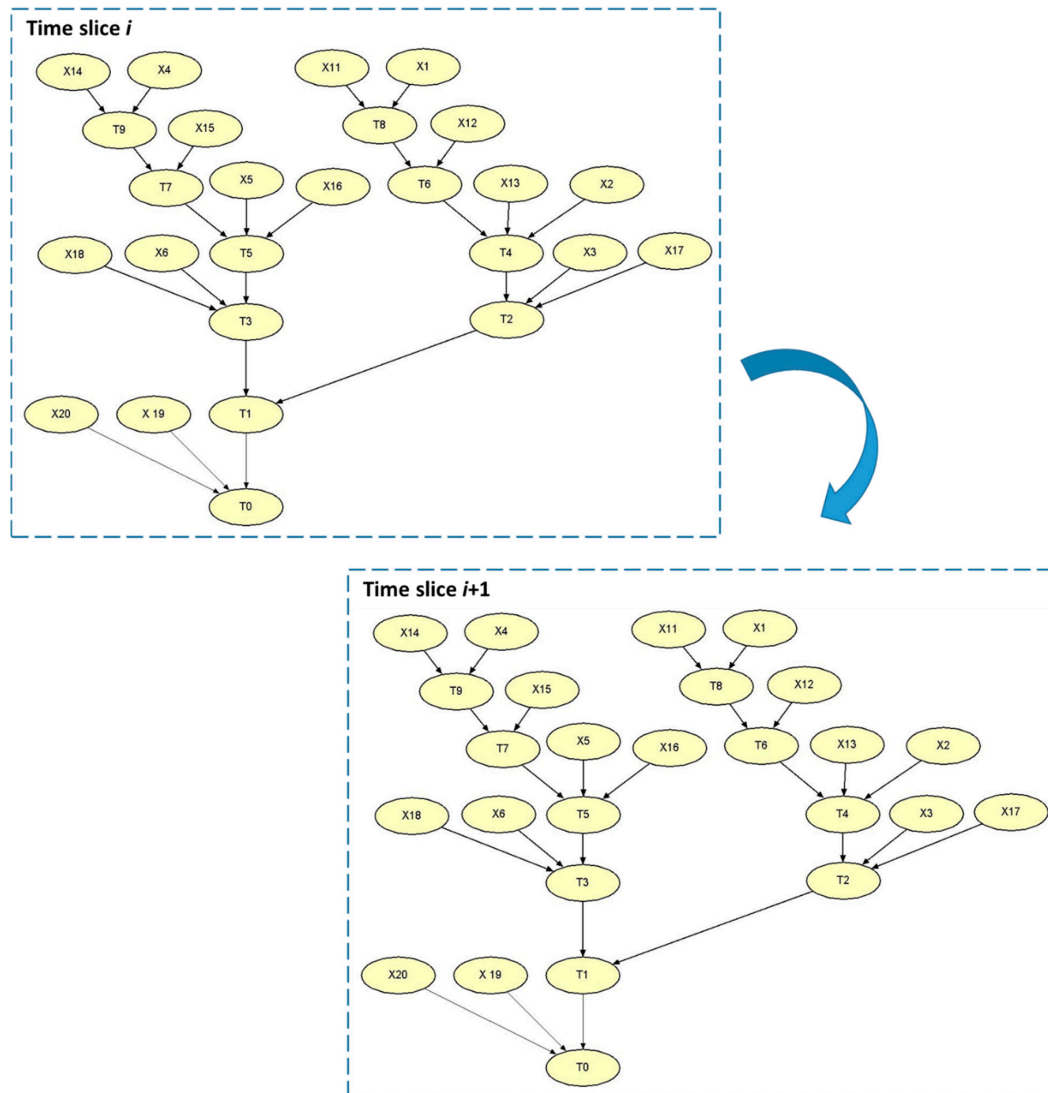 Time slice i
X14 X4 X11 X1
T9 X15 T8 X12
T7 X5 X16 T6 X13 X2
X18 X6 T5 T4 X3 X17
T3 T2
X20 X 19 T1
T0
Time slice i+1
X14 X4 X11 X1
T9 X15 T8 X12
T7 X5 X16 T6 X13 X2
X18 X6 T5 T4 X3 X17
T3 T2
X20 X 19 T1
T0